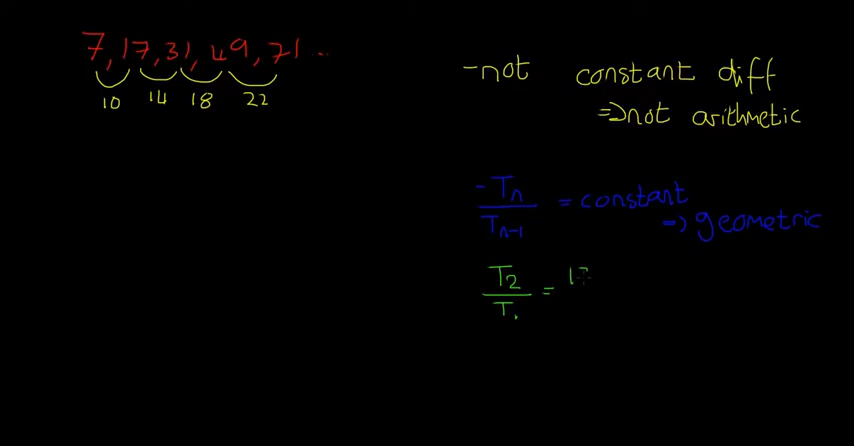 7, 17, 31, 49, 71 ...
10 14 18 22
- not constant diff
=> not arithmetic
- Tn / Tn-1 = constant
=> geometric
T2 / T1 = 1